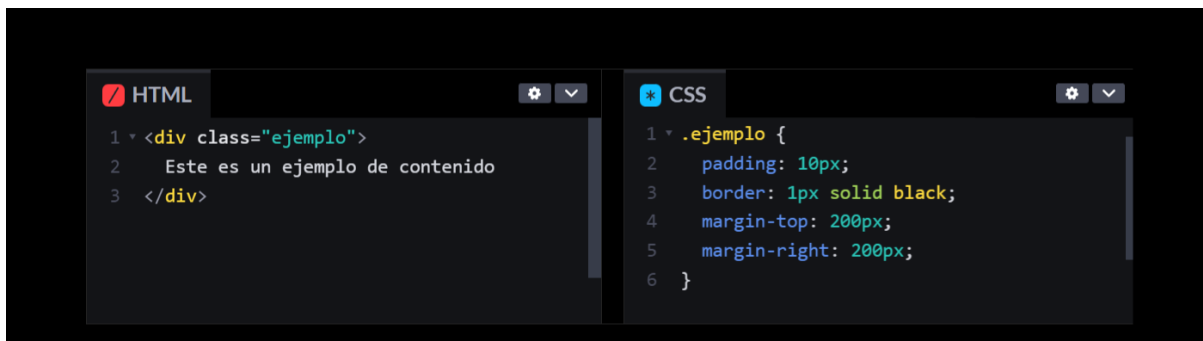 HTML
1 <div class="ejemplo">
2 Este es un ejemplo de contenido
3 </div>
CSS
1 .ejemplo {
2 padding: 10px;
3 border: 1px solid black;
4 margin-top: 200px;
5 margin-right: 200px;
6 }